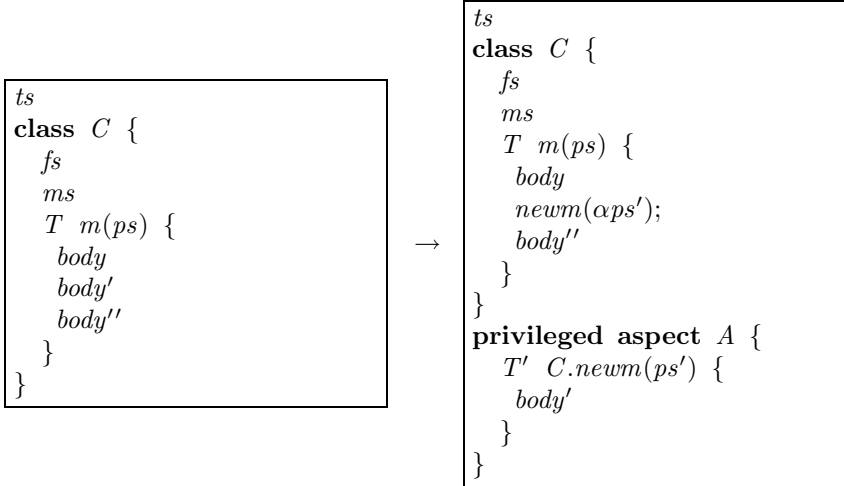 ts
class C {
fs
ms
T m(ps) {
body
body′
body′′
}
}
→
ts
class C {
fs
ms
T m(ps) {
body
newm(αps′);
body′′
}
}
privileged aspect A {
T′ C.newm(ps′) {
body′
}
}